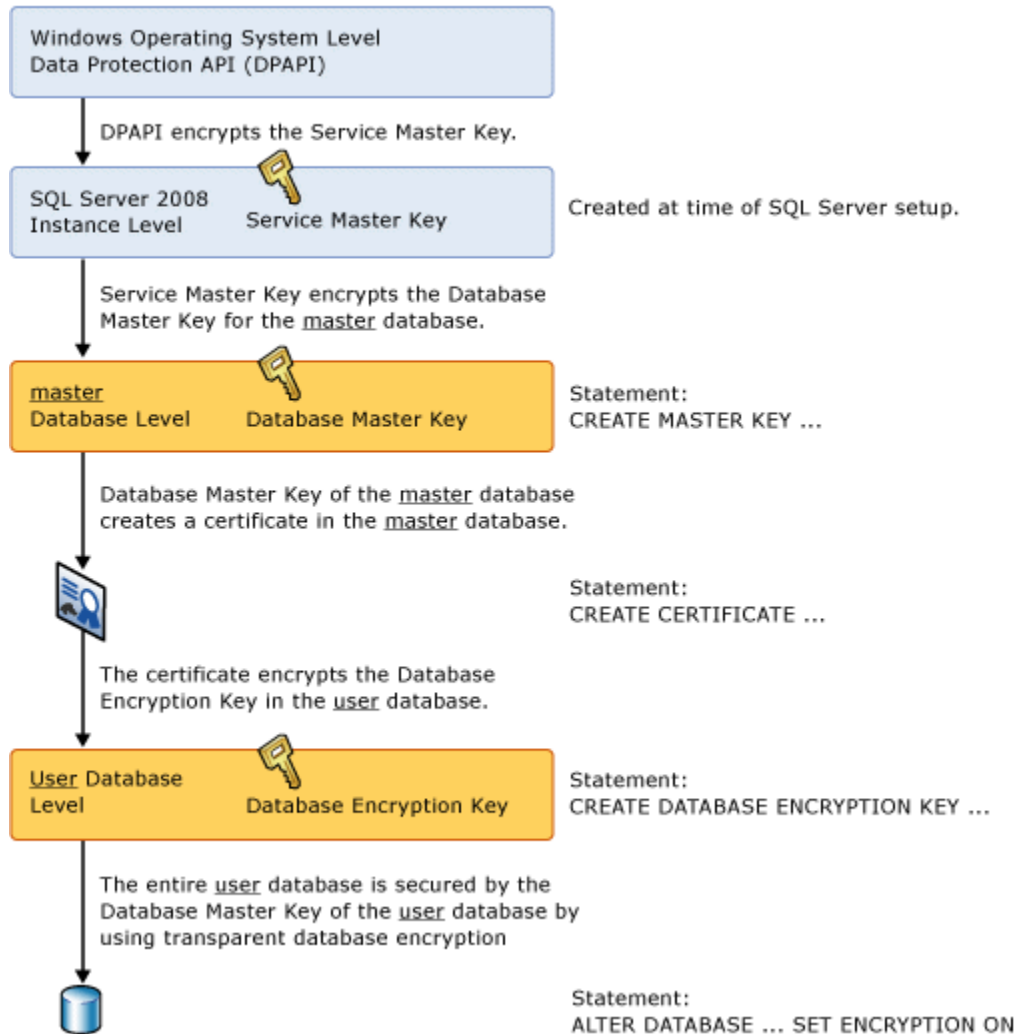 Windows Operating System Level
Data Protection API (DPAPI)
DPAPI encrypts the Service Master Key.
SQL Server 2008
Instance Level
Service Master Key
Created at time of SQL Server setup.
Service Master Key encrypts the Database
Master Key for the master database.
master
Database Level
Database Master Key
Statement:
CREATE MASTER KEY ...
Database Master Key of the master database
creates a certificate in the master database.
Statement:
CREATE CERTIFICATE ...
The certificate encrypts the Database
Encryption Key in the user database.
User Database
Level
Database Encryption Key
Statement:
CREATE DATABASE ENCRYPTION KEY ...
The entire user database is secured by the
Database Master Key of the user database by
using transparent database encryption
Statement:
ALTER DATABASE ... SET ENCRYPTION ON